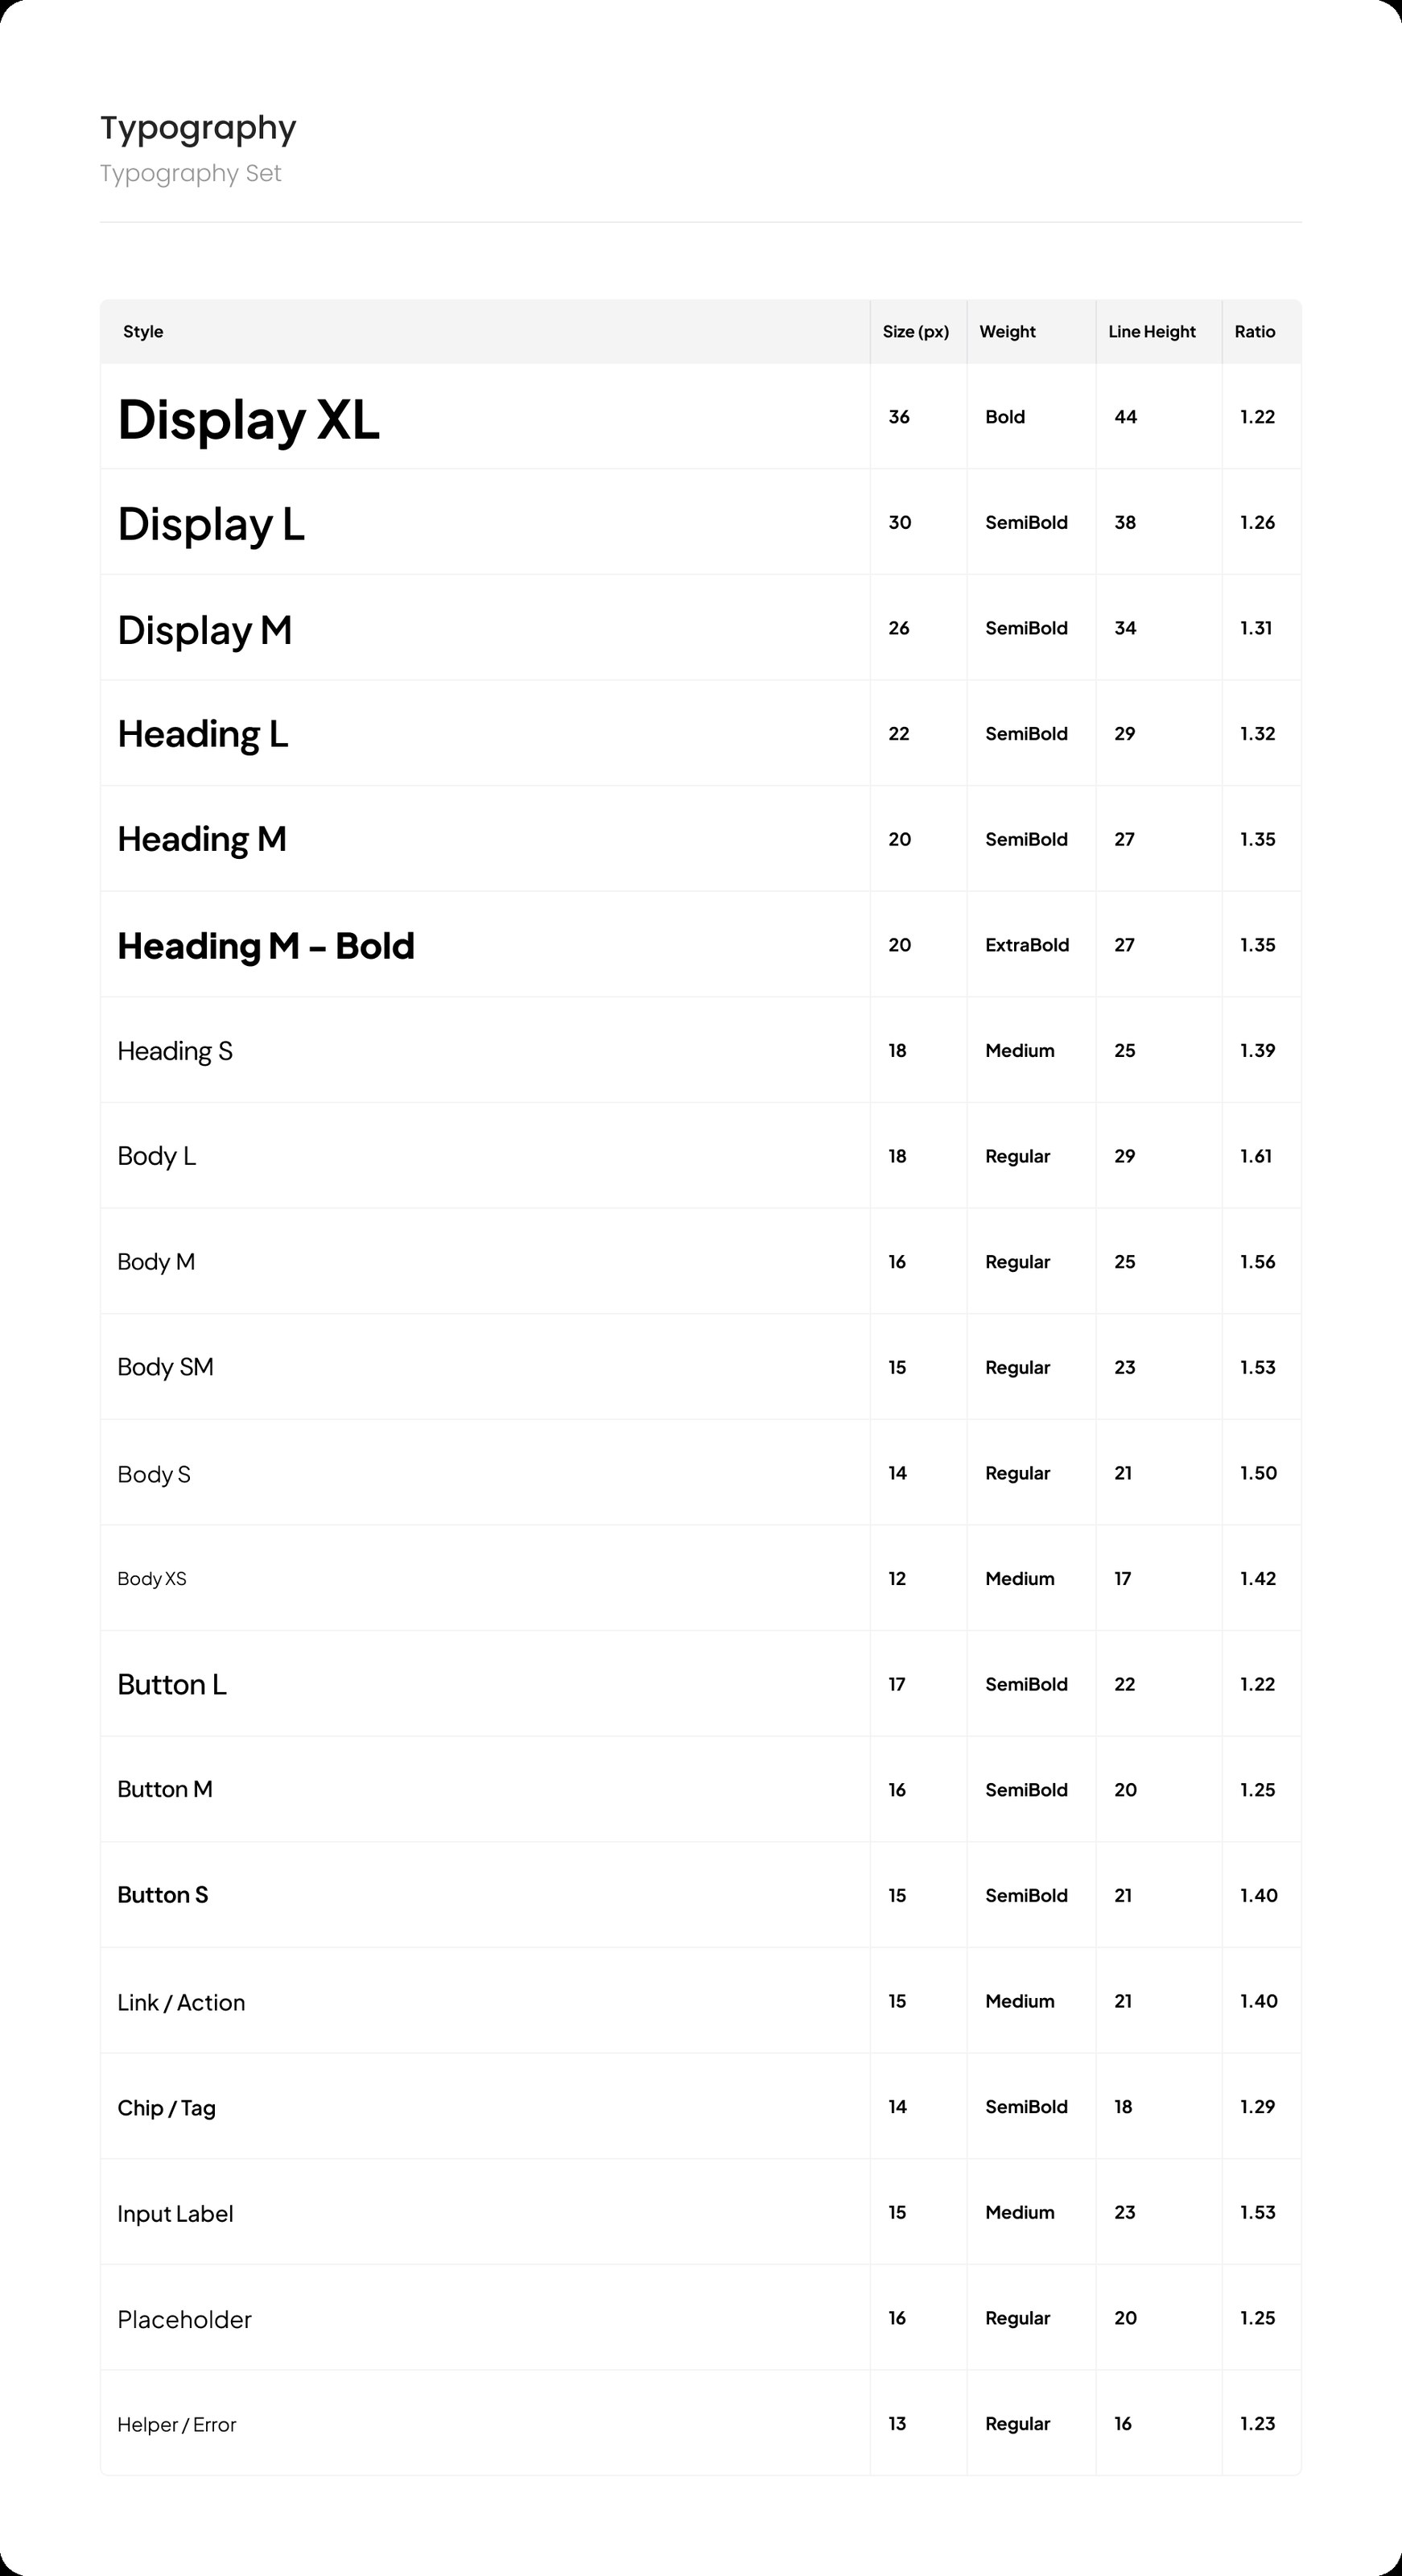 Typography
Typography Set
Style Size (px) Weight Line Height Ratio
Display XL 36 Bold 44 1.22
Display L 30 SemiBold 38 1.26
Display M 26 SemiBold 34 1.31
Heading L 22 SemiBold 29 1.32
Heading M 20 SemiBold 27 1.35
Heading M - Bold 20 ExtraBold 27 1.35
Heading S 18 Medium 25 1.39
Body L 18 Regular 29 1.61
Body M 16 Regular 25 1.56
Body SM 15 Regular 23 1.53
Body S 14 Regular 21 1.50
Body XS 12 Medium 17 1.42
Button L 17 SemiBold 22 1.22
Button M 16 SemiBold 20 1.25
Button S 15 SemiBold 21 1.40
Link / Action 15 Medium 21 1.40
Chip / Tag 14 SemiBold 18 1.29
Input Label 15 Medium 23 1.53
Placeholder 16 Regular 20 1.25
Helper / Error 13 Regular 16 1.23